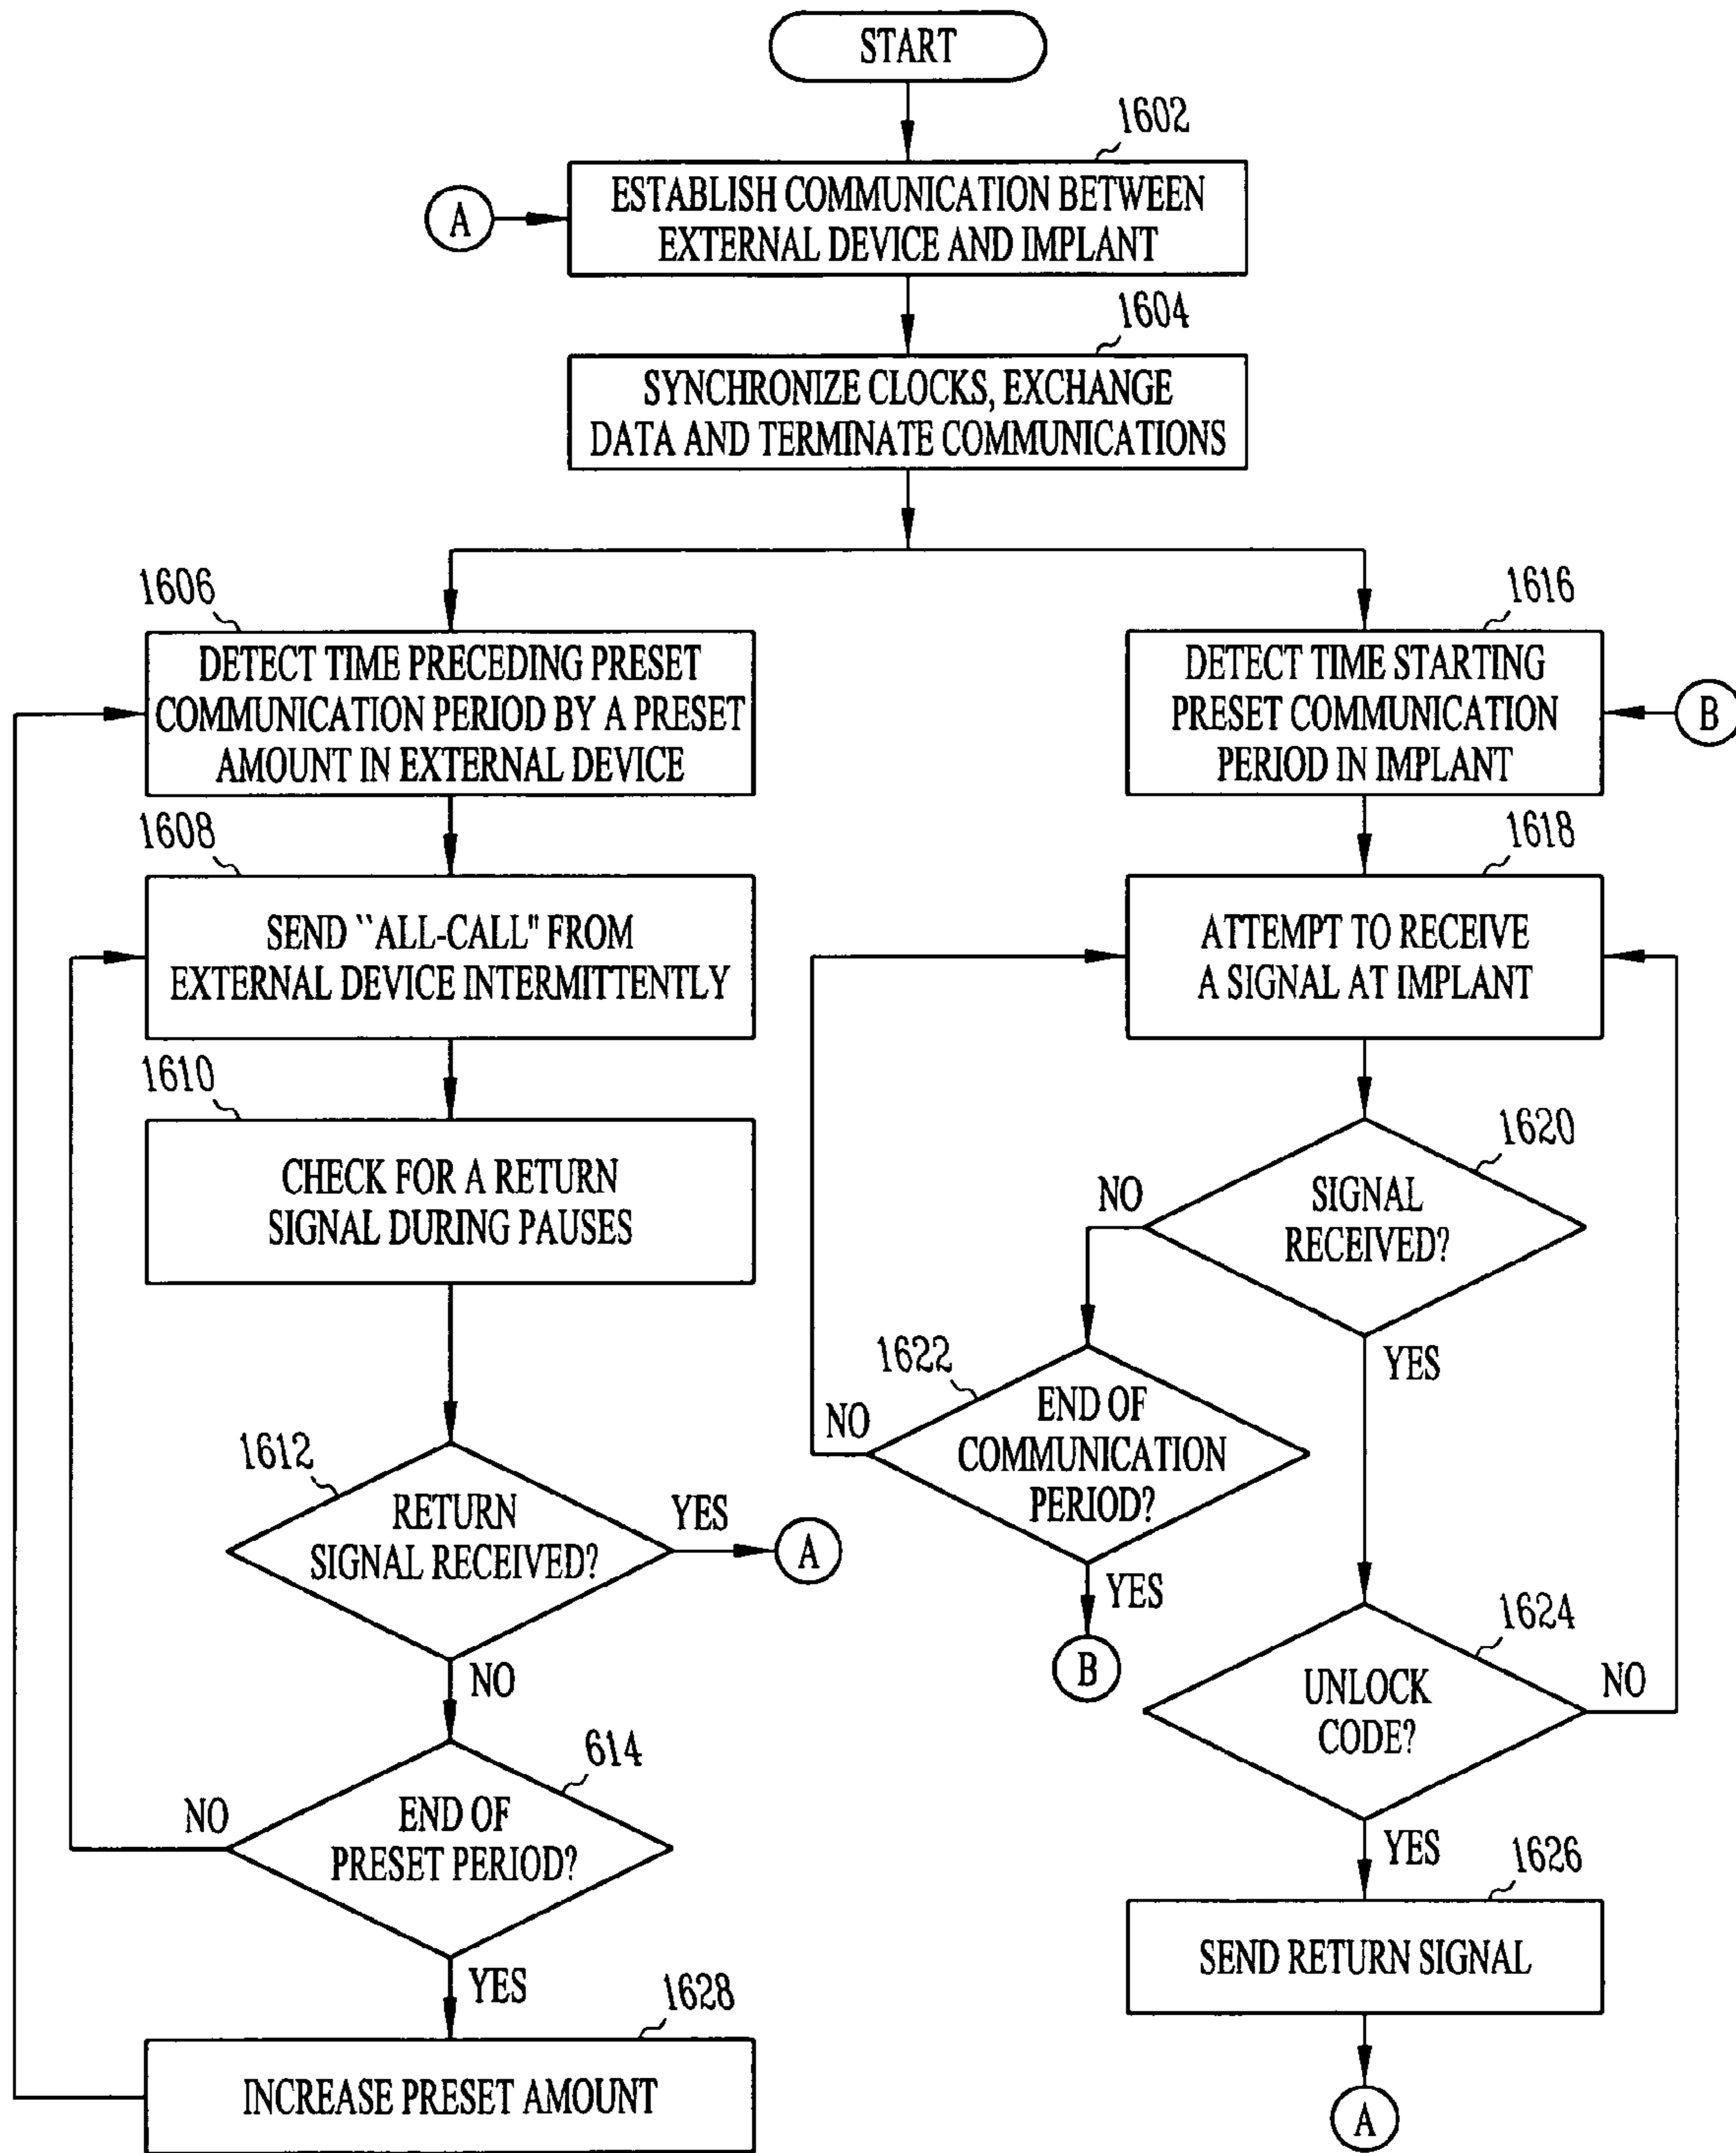 START
1602
ESTABLISH COMMUNICATION BETWEEN
EXTERNAL DEVICE AND IMPLANT
A
1604
SYNCHRONIZE CLOCKS, EXCHANGE
DATA AND TERMINATE COMMUNICATIONS
1606
DETECT TIME PRECEDING PRESET
COMMUNICATION PERIOD BY A PRESET
AMOUNT IN EXTERNAL DEVICE
1608
SEND ``ALL-CALL" FROM
EXTERNAL DEVICE INTERMITTENTLY
1610
CHECK FOR A RETURN
SIGNAL DURING PAUSES
1612
RETURN
SIGNAL RECEIVED?
YES
A
NO
614
END OF
PRESET PERIOD?
NO
YES
1628
INCREASE PRESET AMOUNT
1616
DETECT TIME STARTING
PRESET COMMUNICATION
PERIOD IN IMPLANT
B
1618
ATTEMPT TO RECEIVE
A SIGNAL AT IMPLANT
1620
SIGNAL
RECEIVED?
NO
YES
1622
END OF
COMMUNICATION
PERIOD?
NO
YES
B
1624
UNLOCK
CODE?
NO
YES
1626
SEND RETURN SIGNAL
A